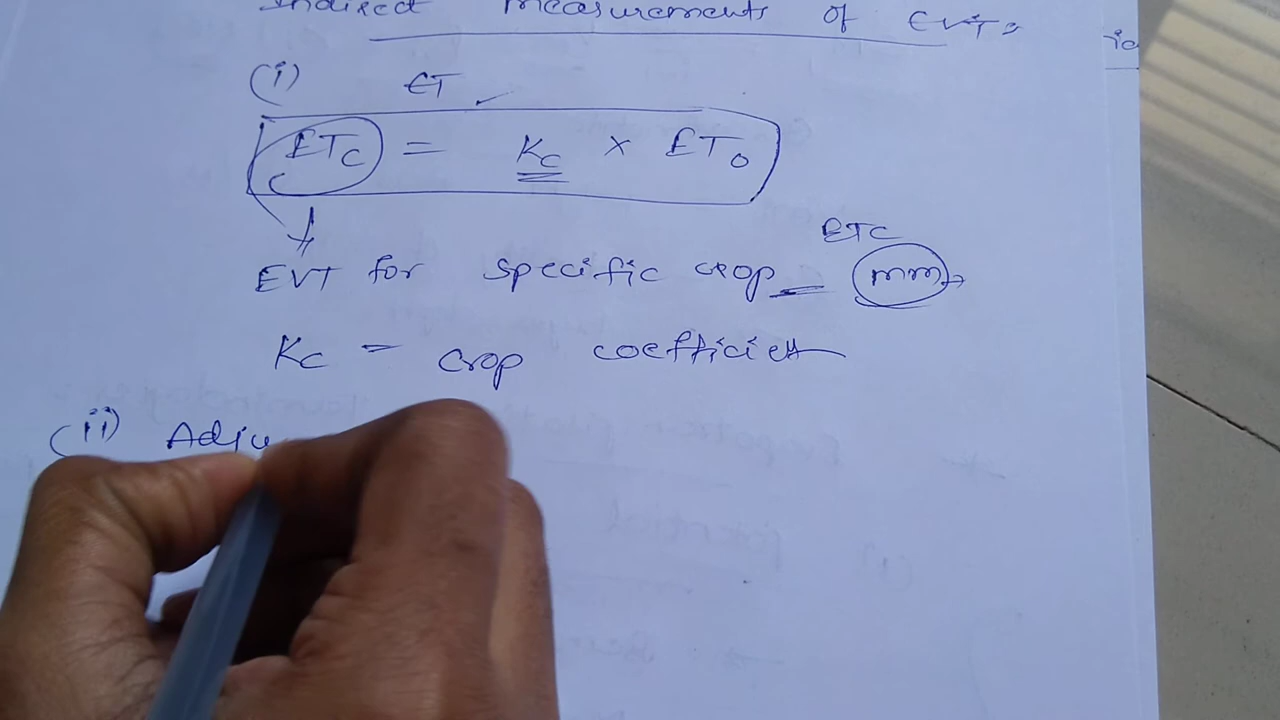 Indirect measurements of EVT
(i) ET
ETc = Kc × ETo
EVT for specific crop ETC mm
Kc = crop coefficient
(ii) Adju